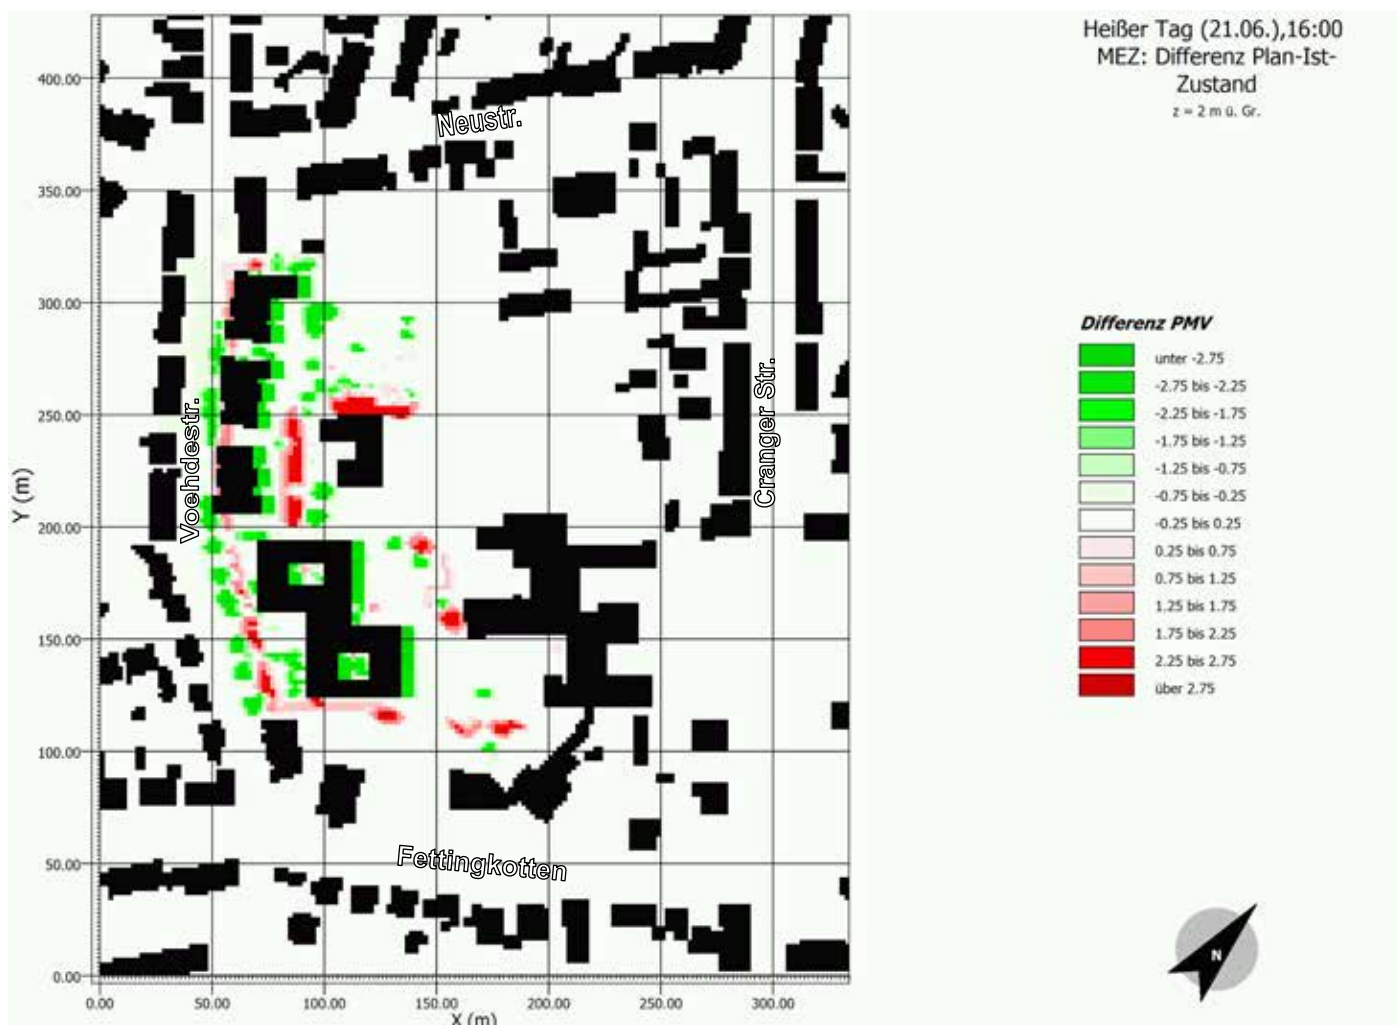 Heißer Tag (21.06.),16:00
MEZ: Differenz Plan-Ist-
Zustand
z = 2 m ü. Gr.
400.00
350.00
300.00
250.00
200.00
150.00
100.00
50.00
0.00
Y (m)
0.00 50.00 100.00 150.00 200.00 250.00 300.00
X (m)
Neustr.
Voehdestr.
Cranger Str.
Fettingkotten
Differenz PMV
unter -2.75
-2.75 bis -2.25
-2.25 bis -1.75
-1.75 bis -1.25
-1.25 bis -0.75
-0.75 bis -0.25
-0.25 bis 0.25
0.25 bis 0.75
0.75 bis 1.25
1.25 bis 1.75
1.75 bis 2.25
2.25 bis 2.75
über 2.75
N